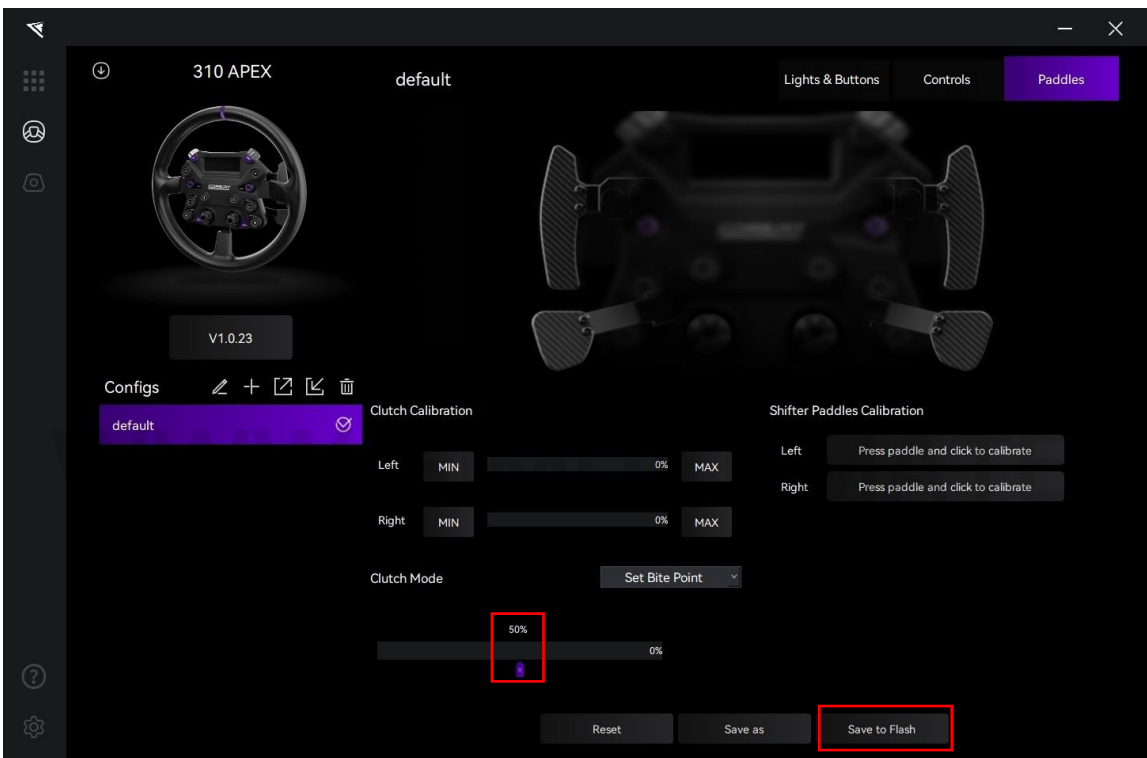 310 APEX
default
Lights & Buttons
Controls
Paddles
V1.0.23
Configs
default
Clutch Calibration
Left
MIN
0%
MAX
Right
MIN
0%
MAX
Clutch Mode
Set Bite Point
50%
0%
Shifter Paddles Calibration
Left
Press paddle and click to calibrate
Right
Press paddle and click to calibrate
Reset
Save as
Save to Flash